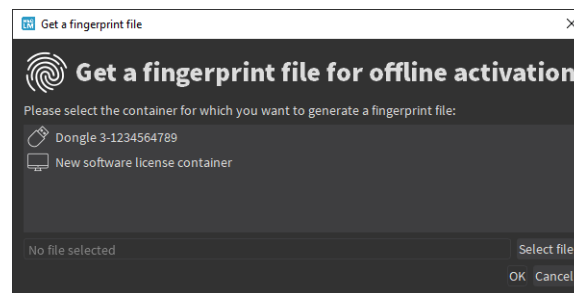 Get a fingerprint file
Get a fingerprint file for offline activation
Please select the container for which you want to generate a fingerprint file:
Dongle 3-1234564789
New software license container
No file selected
Select file
OK Cancel